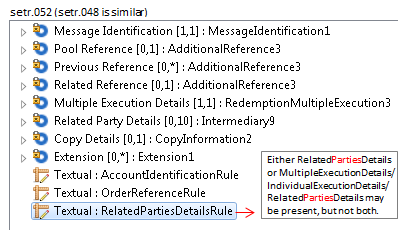 setr.052 (setr.048 is similar)
Message Identification [1,1] : MessageIdentification1
Pool Reference [0,1] : AdditionalReference3
Previous Reference [0,*] : AdditionalReference3
Related Reference [0,1] : AdditionalReference3
Multiple Execution Details [1,1] : RedemptionMultipleExecution3
Related Party Details [0,10] : Intermediary9
Copy Details [0,1] : CopyInformation2
Extension [0,*] : Extension1
Textual : AccountIdentificationRule
Textual : OrderReferenceRule
Textual : RelatedPartiesDetailsRule
Either RelatedPartiesDetails
or MultipleExecutionDetails/
IndividualExecutionDetails/
RelatedPartiesDetails may
be present, but not both.